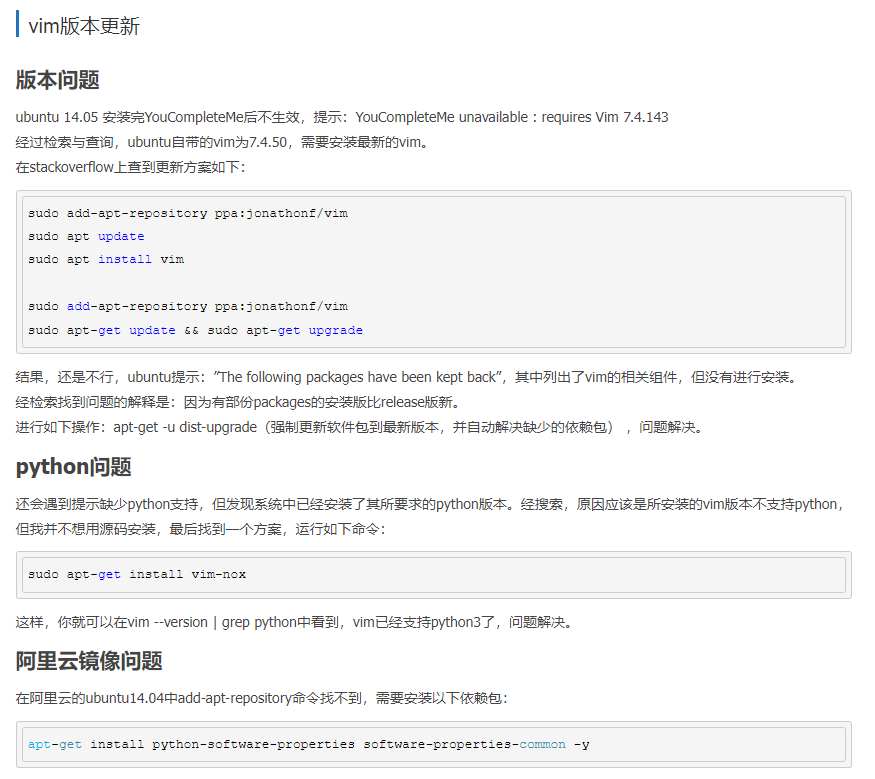 vim版本更新
版本问题
ubuntu 14.05 安装完YouCompleteMe后不生效，提示：YouCompleteMe unavailable : requires Vim 7.4.143
经过检索与查询，ubuntu自带的vim为7.4.50，需要安装最新的vim。
在stackoverflow上查到更新方案如下：
sudo add-apt-repository ppa:jonathonf/vim
sudo apt update
sudo apt install vim
sudo add-apt-repository ppa:jonathonf/vim
sudo apt-get update && sudo apt-get upgrade
结果，还是不行，ubuntu提示：”The following packages have been kept back”，其中列出了vim的相关组件，但没有进行安装。
经检索找到问题的解释是：因为有部份packages的安装版比release版新。
进行如下操作：apt-get -u dist-upgrade（强制更新软件包到最新版本，并自动解决缺少的依赖包） ，问题解决。
python问题
还会遇到提示缺少python支持，但发现系统中已经安装了其所要求的python版本。经搜索，原因应该是所安装的vim版本不支持python，
但我并不想用源码安装，最后找到一个方案，运行如下命令：
sudo apt-get install vim-nox
这样，你就可以在vim --version | grep python中看到，vim已经支持python3了，问题解决。
阿里云镜像问题
在阿里云的ubuntu14.04中add-apt-repository命令找不到，需要安装以下依赖包：
apt-get install python-software-properties software-properties-common -y